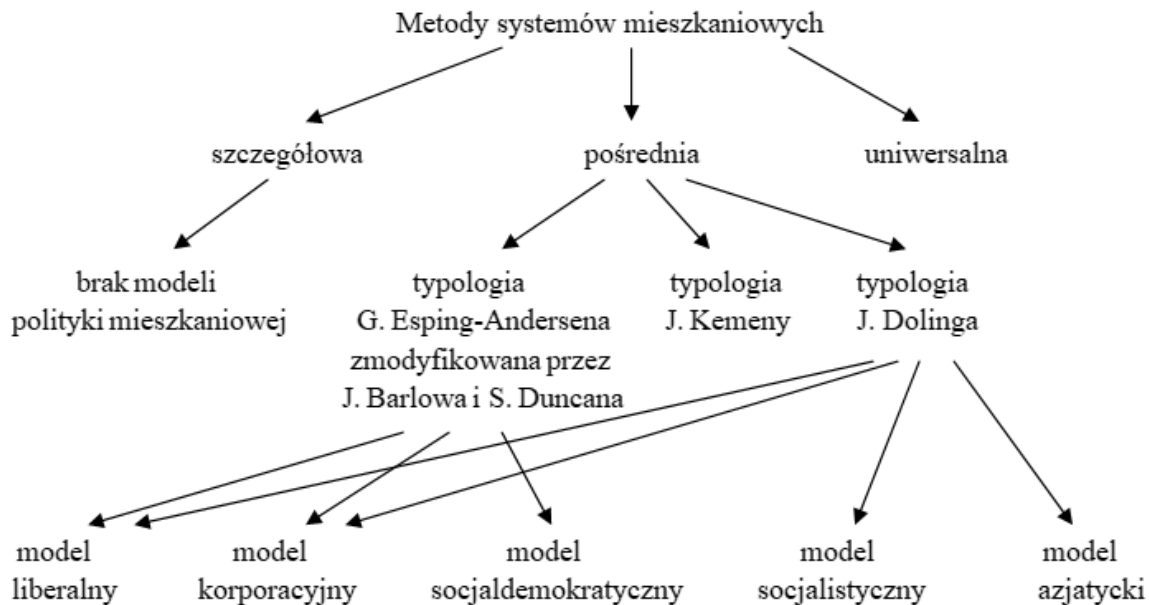 Metody systemów mieszkaniowych
szczegółowa
pośrednia
uniwersalna
brak modeli
polityki mieszkaniowej
typologia
G. Esping-Andersena
zmodyfikowana przez
J. Barlowa i S. Duncana
typologia
J. Kemeny
typologia
J. Dolinga
model
liberalny
model
korporacyjny
model
socjaldemokratyczny
model
socjalistyczny
model
azjatycki